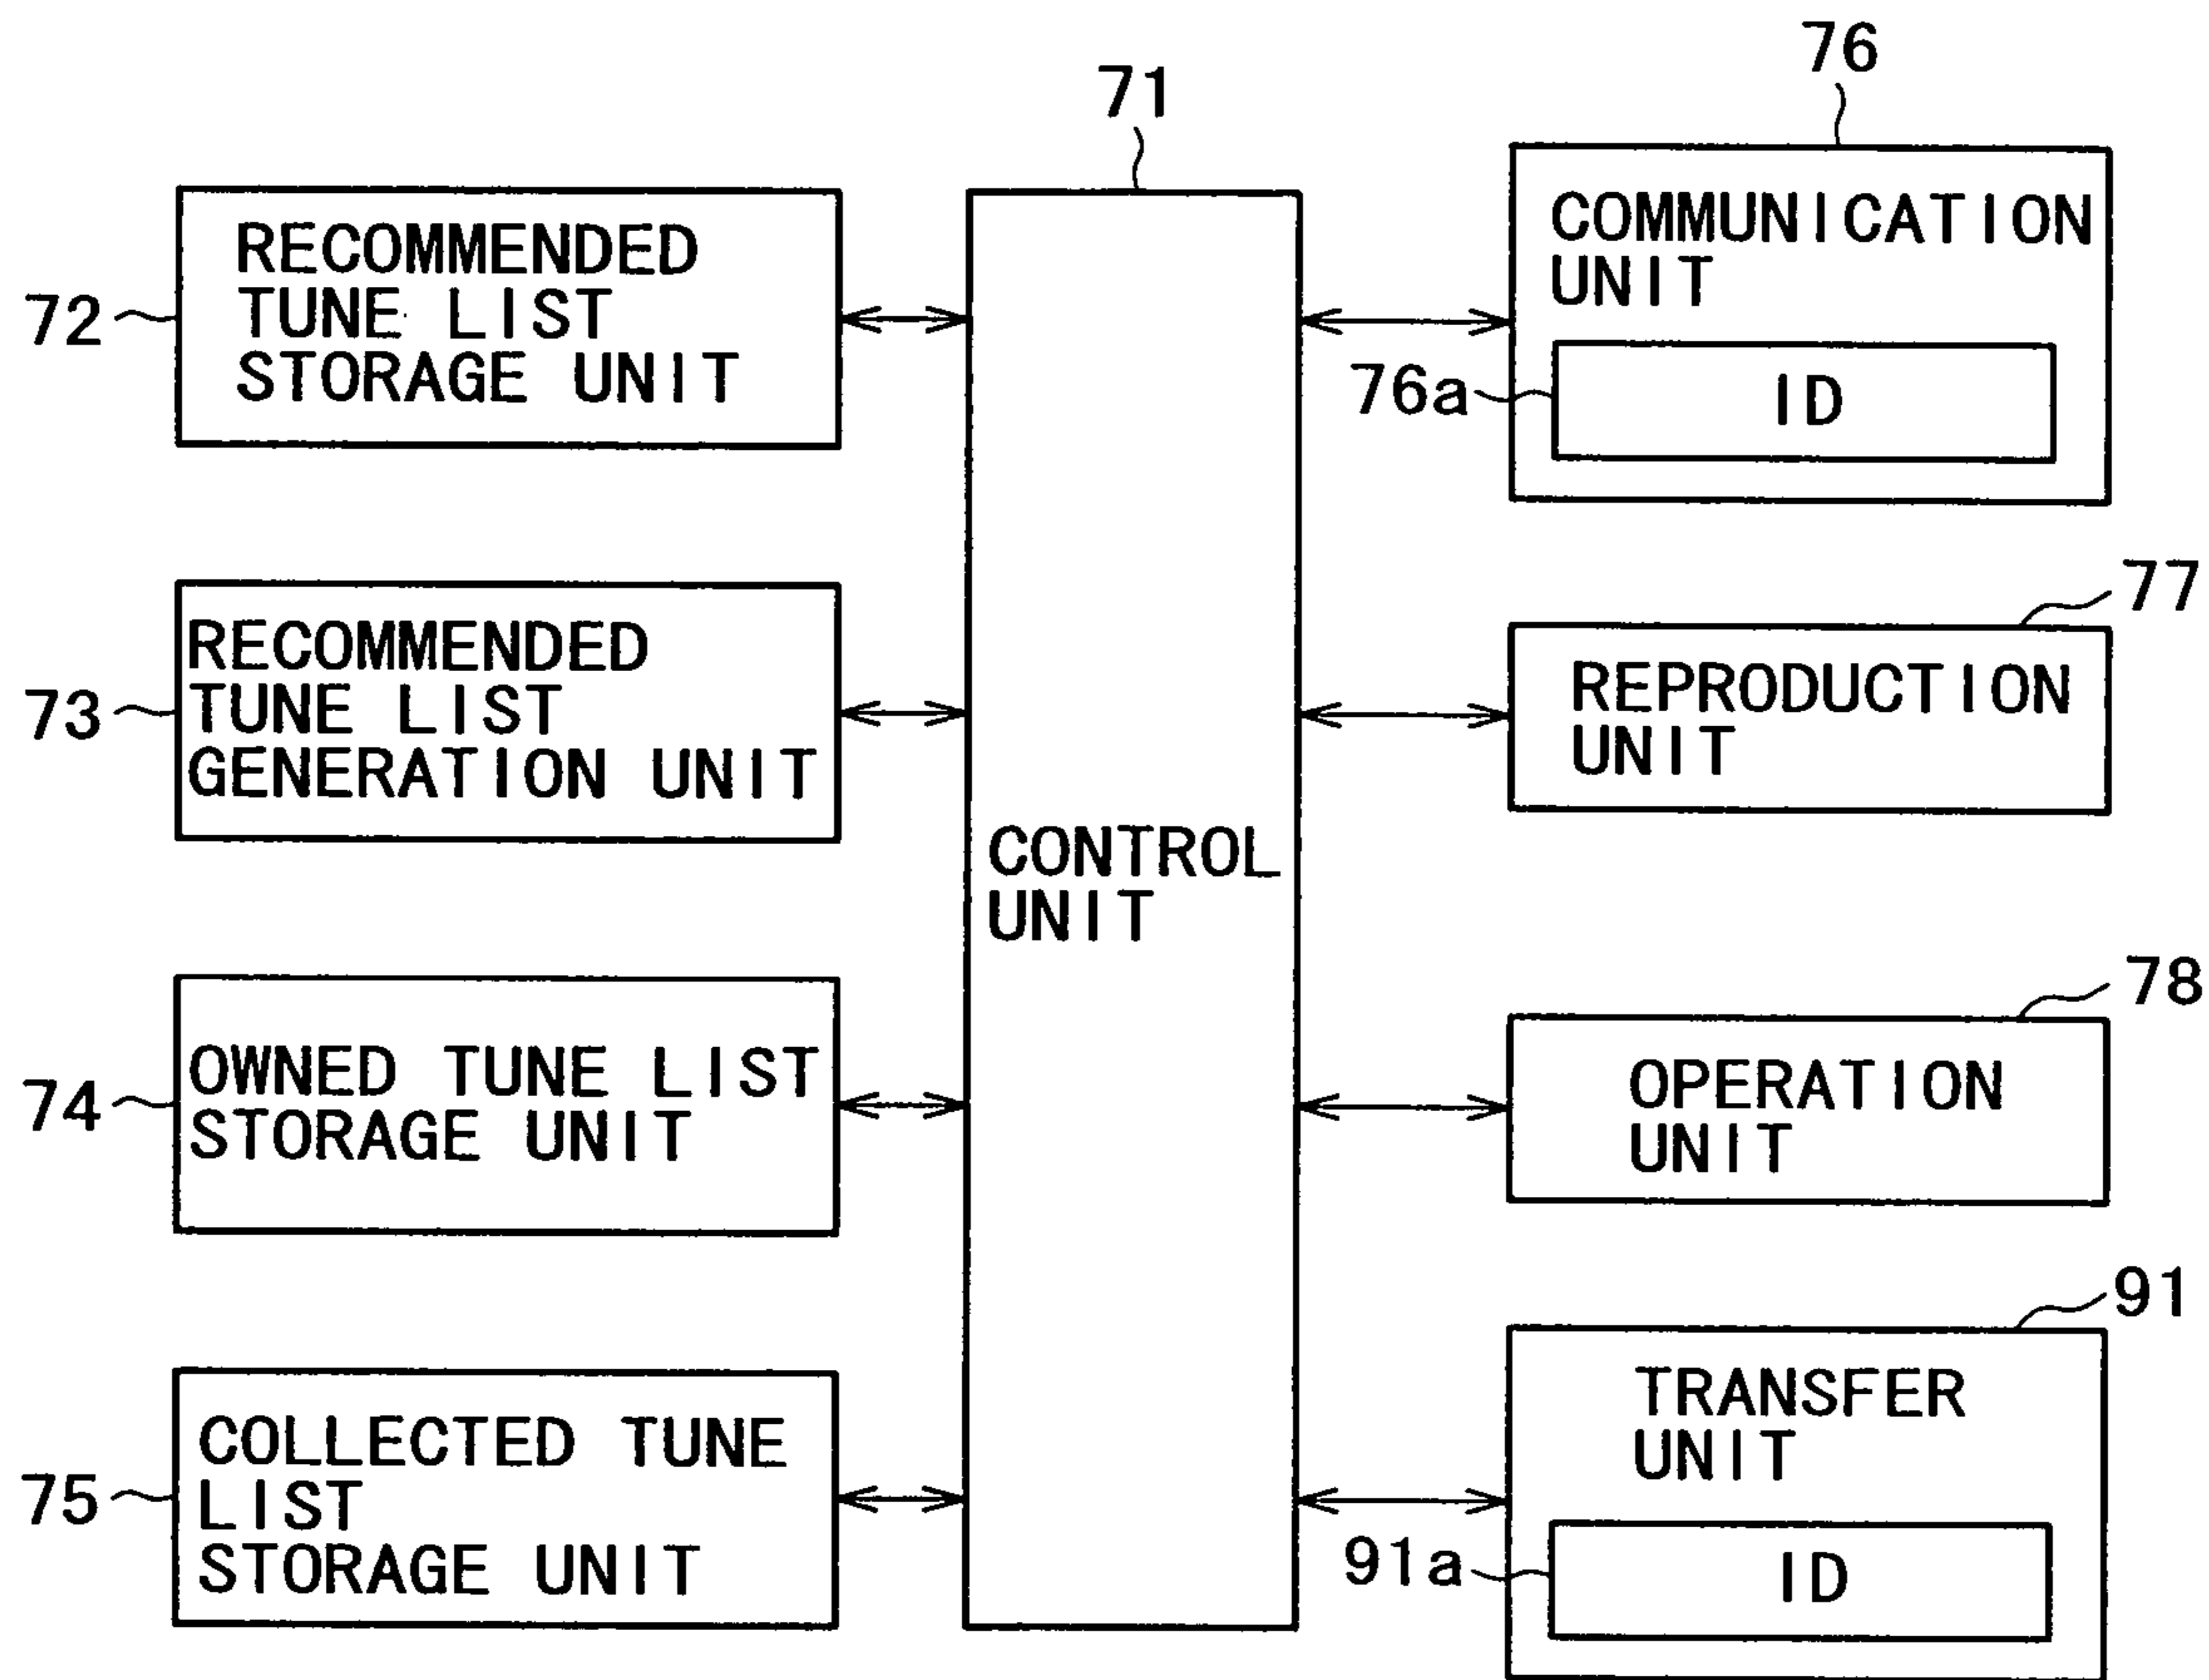 71
76
72
RECOMMENDED
TUNE LIST
STORAGE UNIT
COMMUNICATION
UNIT
76a
ID
73
RECOMMENDED
TUNE LIST
GENERATION UNIT
77
REPRODUCTION
UNIT
CONTROL
UNIT
74
OWNED TUNE LIST
STORAGE UNIT
78
OPERATION
UNIT
75
COLLECTED TUNE
LIST
STORAGE UNIT
91
TRANSFER
UNIT
91a
ID